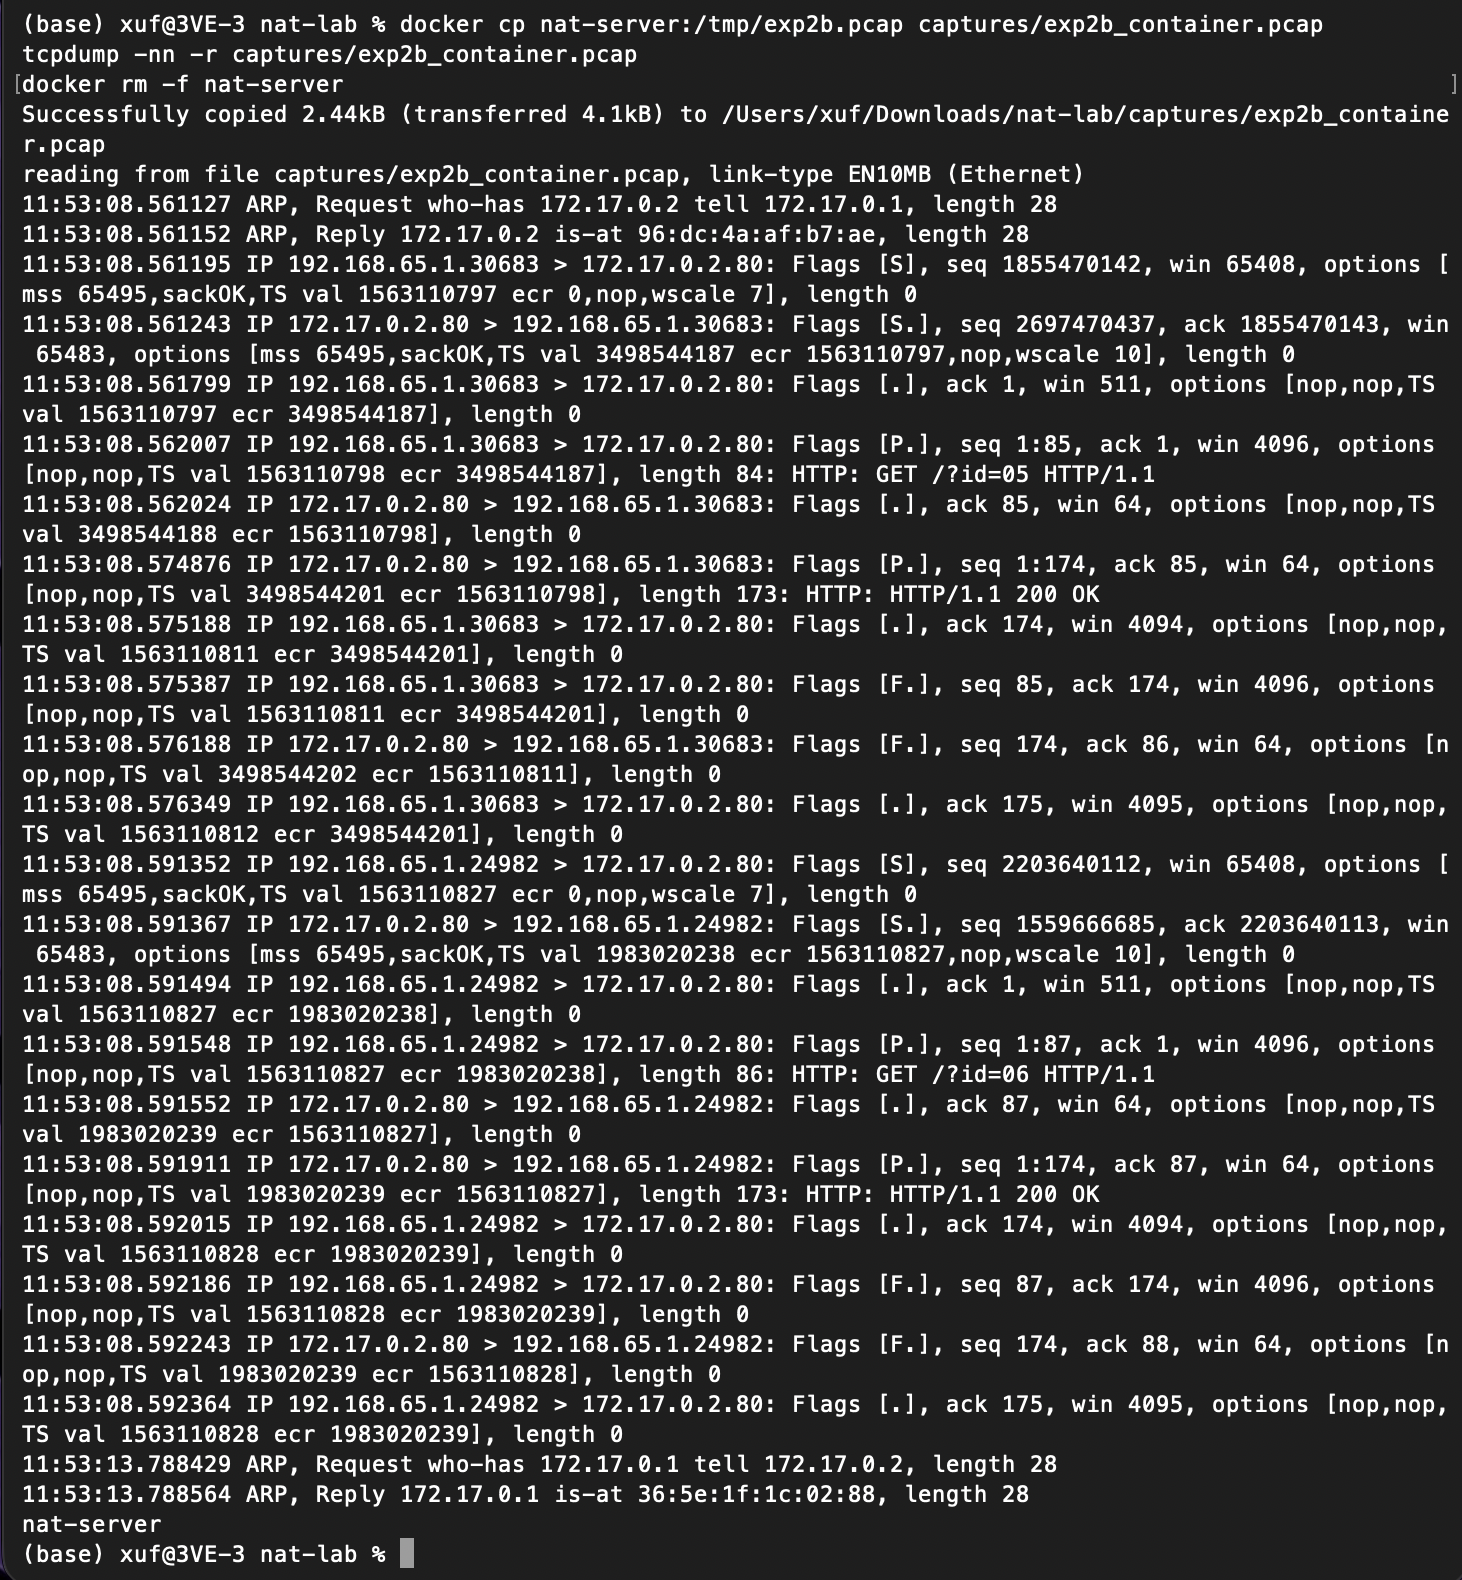 (base) xuf@3VE-3 nat-lab % docker cp nat-server:/tmp/exp2b.pcap captures/exp2b_container.pcap
tcpdump -nn -r captures/exp2b_container.pcap
[docker rm -f nat-server ]
Successfully copied 2.44kB (transferred 4.1kB) to /Users/xuf/Downloads/nat-lab/captures/exp2b_containe
r.pcap
reading from file captures/exp2b_container.pcap, link-type EN10MB (Ethernet)
11:53:08.561127 ARP, Request who-has 172.17.0.2 tell 172.17.0.1, length 28
11:53:08.561152 ARP, Reply 172.17.0.2 is-at 96:dc:4a:af:b7:ae, length 28
11:53:08.561195 IP 192.168.65.1.30683 > 172.17.0.2.80: Flags [S], seq 1855470142, win 65408, options [
mss 65495,sackOK,TS val 1563110797 ecr 0,nop,wscale 7], length 0
11:53:08.561243 IP 172.17.0.2.80 > 192.168.65.1.30683: Flags [S.], seq 2697470437, ack 1855470143, win
 65483, options [mss 65495,sackOK,TS val 3498544187 ecr 1563110797,nop,wscale 10], length 0
11:53:08.561799 IP 192.168.65.1.30683 > 172.17.0.2.80: Flags [.], ack 1, win 511, options [nop,nop,TS
val 1563110797 ecr 3498544187], length 0
11:53:08.562007 IP 192.168.65.1.30683 > 172.17.0.2.80: Flags [P.], seq 1:85, ack 1, win 4096, options
[nop,nop,TS val 1563110798 ecr 3498544187], length 84: HTTP: GET /?id=05 HTTP/1.1
11:53:08.562024 IP 172.17.0.2.80 > 192.168.65.1.30683: Flags [.], ack 85, win 64, options [nop,nop,TS
val 3498544188 ecr 1563110798], length 0
11:53:08.574876 IP 172.17.0.2.80 > 192.168.65.1.30683: Flags [P.], seq 1:174, ack 85, win 64, options
[nop,nop,TS val 3498544201 ecr 1563110798], length 173: HTTP: HTTP/1.1 200 OK
11:53:08.575188 IP 192.168.65.1.30683 > 172.17.0.2.80: Flags [.], ack 174, win 4094, options [nop,nop,
TS val 1563110811 ecr 3498544201], length 0
11:53:08.575387 IP 192.168.65.1.30683 > 172.17.0.2.80: Flags [F.], seq 85, ack 174, win 4096, options
[nop,nop,TS val 1563110811 ecr 3498544201], length 0
11:53:08.576188 IP 172.17.0.2.80 > 192.168.65.1.30683: Flags [F.], seq 174, ack 86, win 64, options [n
op,nop,TS val 3498544202 ecr 1563110811], length 0
11:53:08.576349 IP 192.168.65.1.30683 > 172.17.0.2.80: Flags [.], ack 175, win 4095, options [nop,nop,
TS val 1563110812 ecr 3498544201], length 0
11:53:08.591352 IP 192.168.65.1.24982 > 172.17.0.2.80: Flags [S], seq 2203640112, win 65408, options [
mss 65495,sackOK,TS val 1563110827 ecr 0,nop,wscale 7], length 0
11:53:08.591367 IP 172.17.0.2.80 > 192.168.65.1.24982: Flags [S.], seq 1559666685, ack 2203640113, win
 65483, options [mss 65495,sackOK,TS val 1983020238 ecr 1563110827,nop,wscale 10], length 0
11:53:08.591494 IP 192.168.65.1.24982 > 172.17.0.2.80: Flags [.], ack 1, win 511, options [nop,nop,TS
val 1563110827 ecr 1983020238], length 0
11:53:08.591548 IP 192.168.65.1.24982 > 172.17.0.2.80: Flags [P.], seq 1:87, ack 1, win 4096, options
[nop,nop,TS val 1563110827 ecr 1983020238], length 86: HTTP: GET /?id=06 HTTP/1.1
11:53:08.591552 IP 172.17.0.2.80 > 192.168.65.1.24982: Flags [.], ack 87, win 64, options [nop,nop,TS
val 1983020239 ecr 1563110827], length 0
11:53:08.591911 IP 172.17.0.2.80 > 192.168.65.1.24982: Flags [P.], seq 1:174, ack 87, win 64, options
[nop,nop,TS val 1983020239 ecr 1563110827], length 173: HTTP: HTTP/1.1 200 OK
11:53:08.592015 IP 192.168.65.1.24982 > 172.17.0.2.80: Flags [.], ack 174, win 4094, options [nop,nop,
TS val 1563110828 ecr 1983020239], length 0
11:53:08.592186 IP 192.168.65.1.24982 > 172.17.0.2.80: Flags [F.], seq 87, ack 174, win 4096, options
[nop,nop,TS val 1563110828 ecr 1983020239], length 0
11:53:08.592243 IP 172.17.0.2.80 > 192.168.65.1.24982: Flags [F.], seq 174, ack 88, win 64, options [n
op,nop,TS val 1983020239 ecr 1563110828], length 0
11:53:08.592364 IP 192.168.65.1.24982 > 172.17.0.2.80: Flags [.], ack 175, win 4095, options [nop,nop,
TS val 1563110828 ecr 1983020239], length 0
11:53:13.788429 ARP, Request who-has 172.17.0.1 tell 172.17.0.2, length 28
11:53:13.788564 ARP, Reply 172.17.0.1 is-at 36:5e:1f:1c:02:88, length 28
nat-server
(base) xuf@3VE-3 nat-lab %